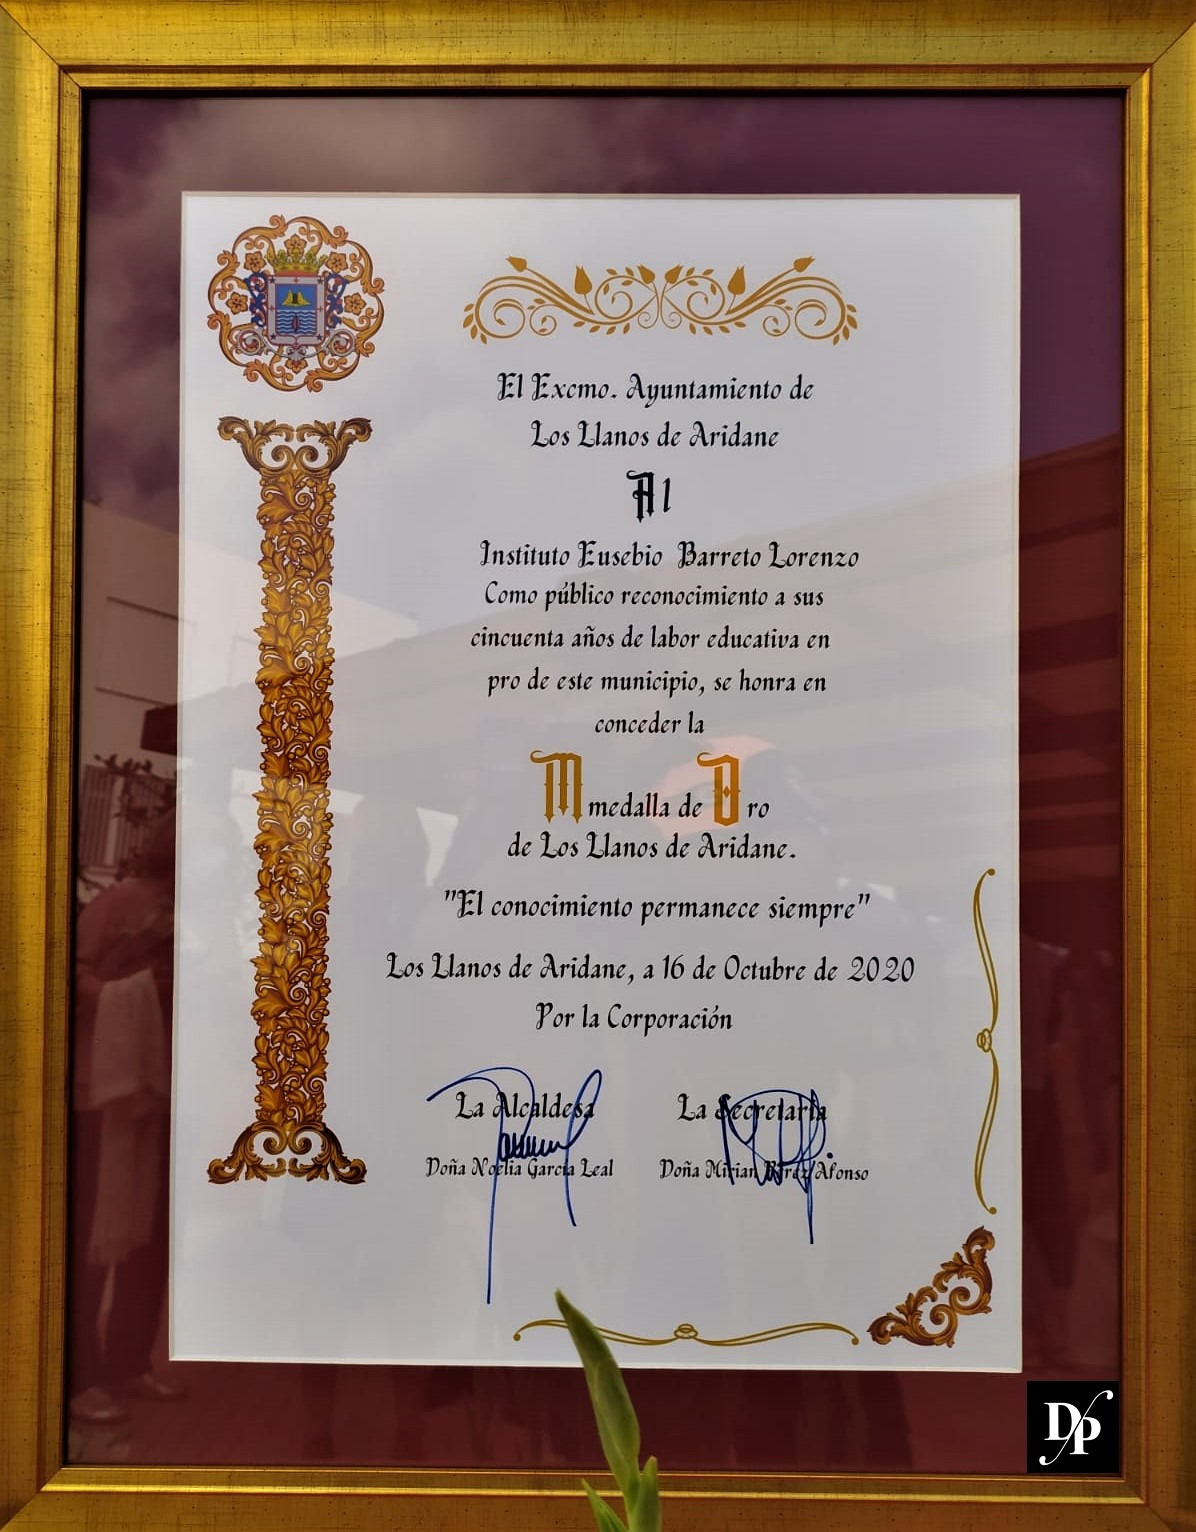 El Excmo. Ayuntamiento de
Los Llanos de Aridane
Al
Instituto Eusebio Barreto Lorenzo
Como público reconocimiento a sus
cincuenta años de labor educativa en
pro de este municipio, se honra en
conceder la
Mmedalla de Oro
de Los Llanos de Aridane.
"El conocimiento permanece siempre"
Los Llanos de Aridane, a 16 de Octubre de 2020
Por la Corporación
La Alcaldesa
La Secretaria
Doña Noelia García Leal
Doña Mirian Pérez Afonso
DP